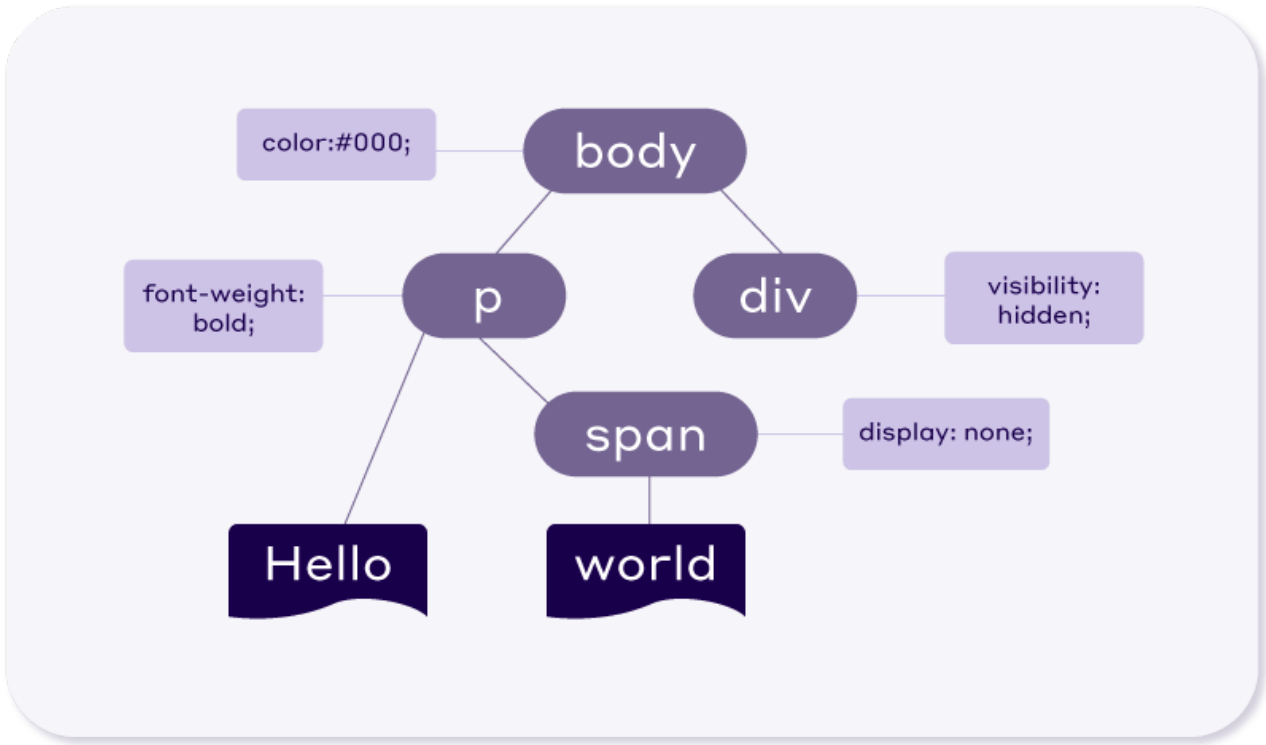 color:#000;
body
font-weight:
bold;
p
div
visibility:
hidden;
span
display: none;
Hello
world